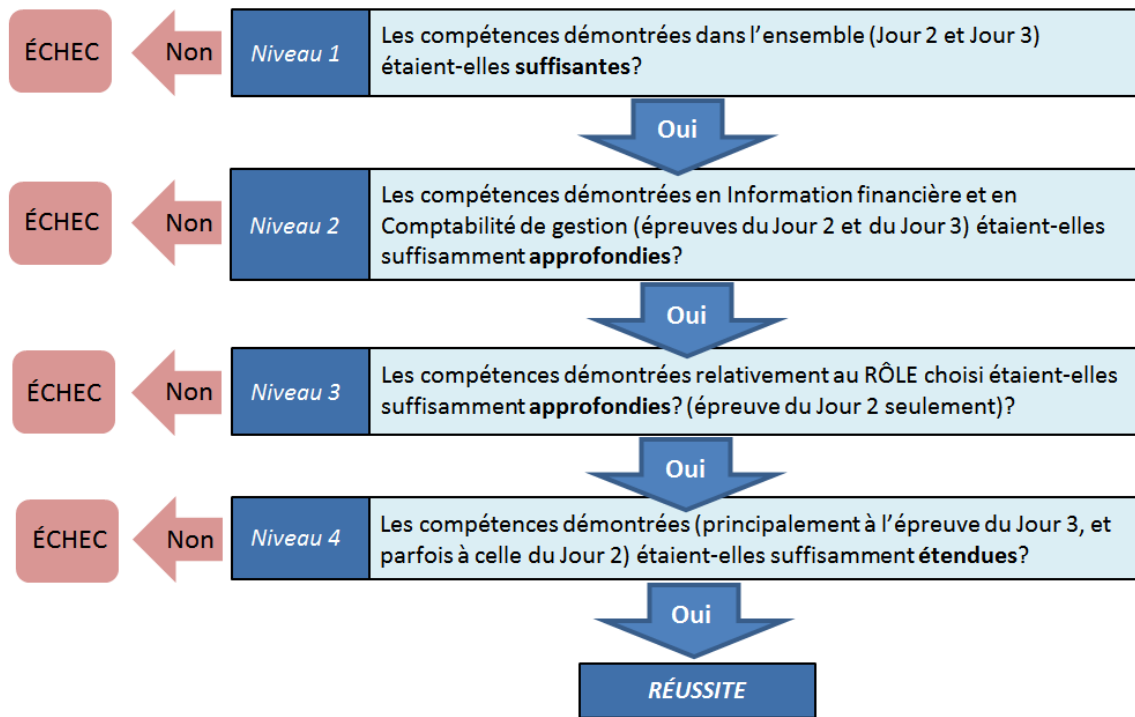 ÉCHEC
Non
Niveau 1
Les compétences démontrées dans l'ensemble (Jour 2 et Jour 3)
étaient-elles suffisantes?
Oui
ÉCHEC
Non
Niveau 2
Les compétences démontrées en Information financière et en
Comptabilité de gestion (épreuves du Jour 2 et du Jour 3) étaient-elles
suffisamment approfondies?
Oui
ÉCHEC
Non
Niveau 3
Les compétences démontrées relativement au RÔLE choisi étaient-elles
suffisamment approfondies? (épreuve du Jour 2 seulement)?
Oui
ÉCHEC
Non
Niveau 4
Les compétences démontrées (principalement à l'épreuve du Jour 3, et
parfois à celle du Jour 2) étaient-elles suffisamment étendues?
Oui
RÉUSSITE